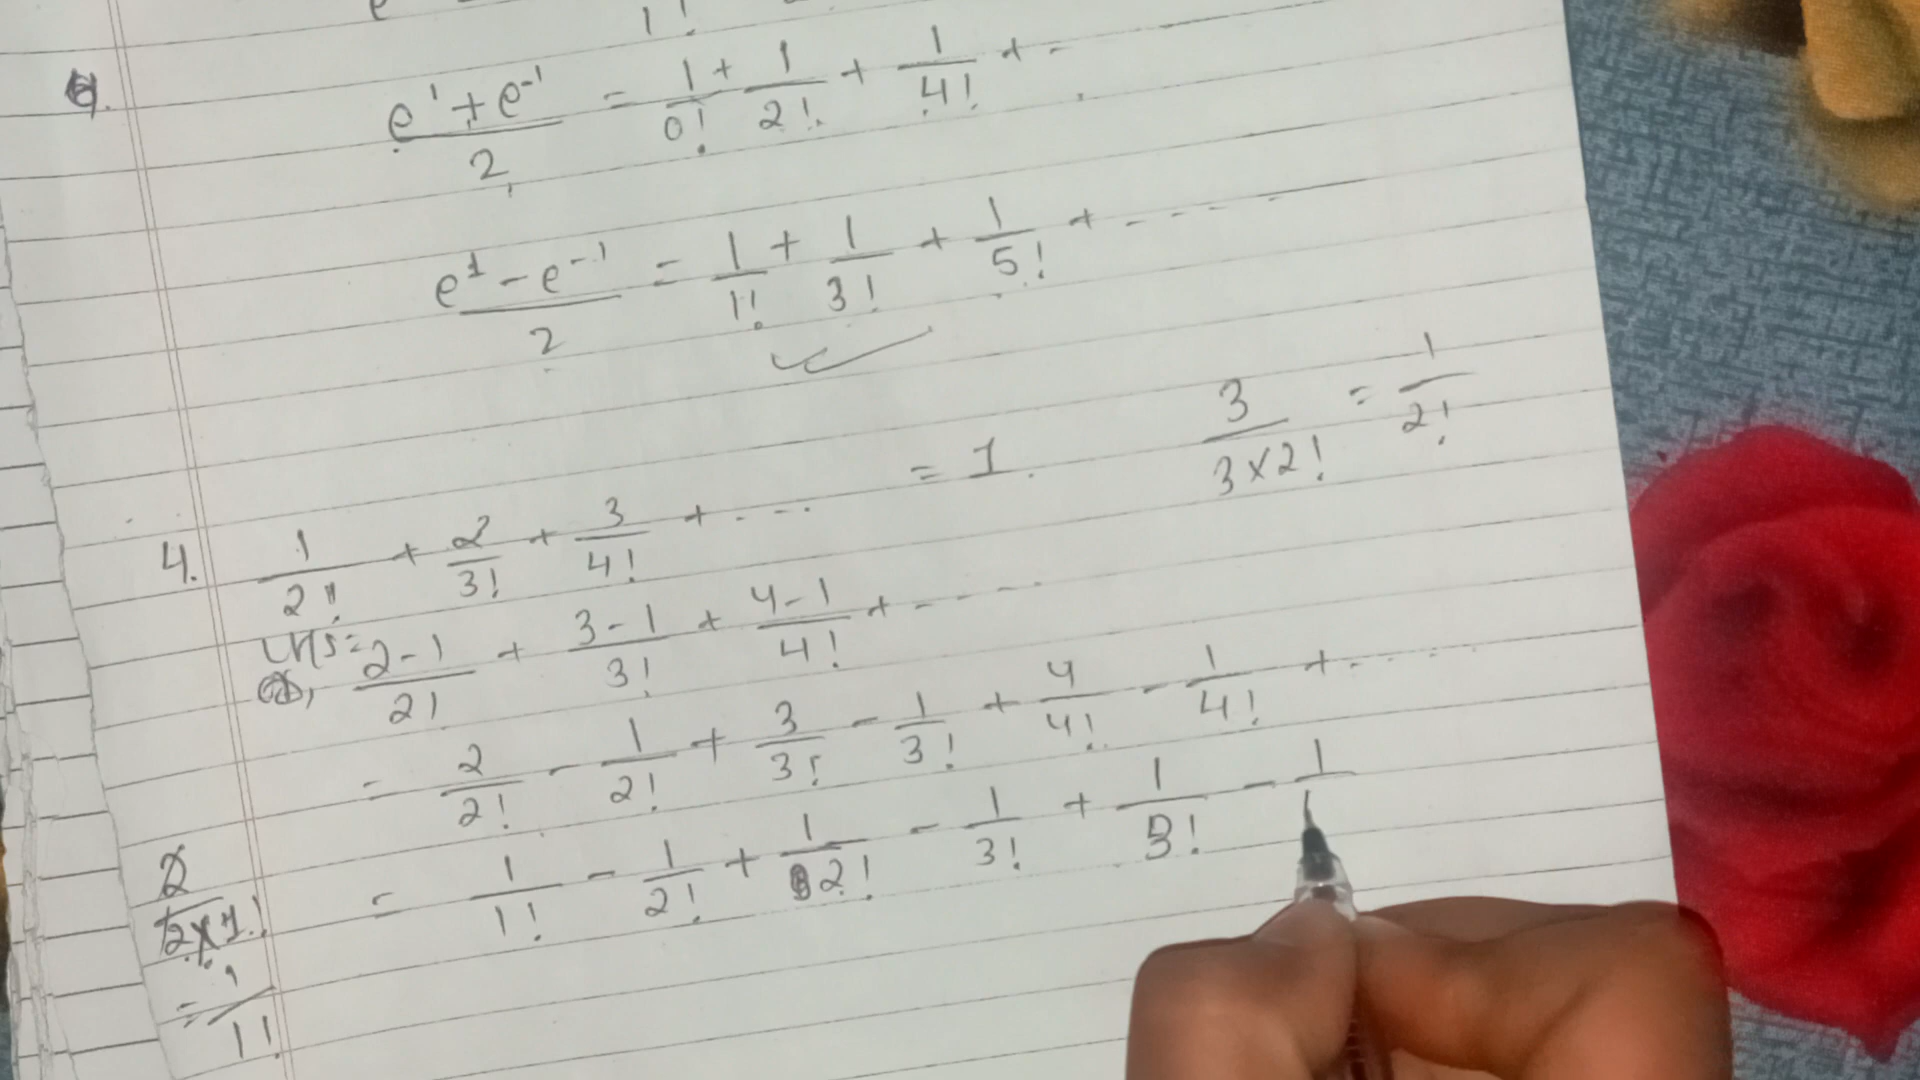 e
1!
4. e¹ + e⁻¹ / 2 = 1/0! + 1/2! + 1/4! + - .
e¹ - e⁻¹ / 2 = 1/1! + 1/3! + 1/5! + - - - -
3 / 3×2! = 1/2!
4. 1/2! + 2/3! + 3/4! + - - - = 1.
LHS = 2-1/2! + 3-1/3! + 4-1/4! + - - - -
= 2/2! - 1/2! + 3/3! - 1/3! + 4/4! - 1/4! + - - - - -
= 1/1! - 1/2! + 1/2! - 1/3! + 1/3! - 1/
2 / 2×1!
= 1/1!